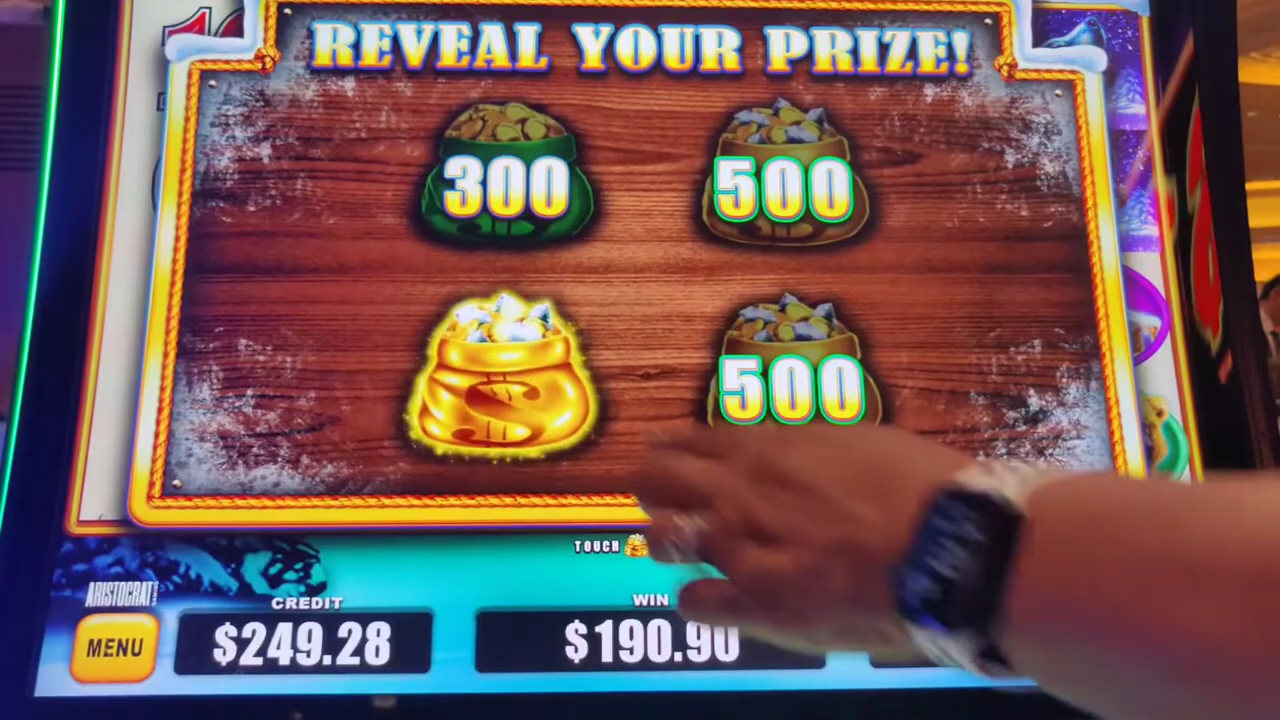 REVEAL YOUR PRIZE!
300
500
500
TOUCH
ARISTOCRAT
CREDIT
WIN
MENU
$249.28
$190.90